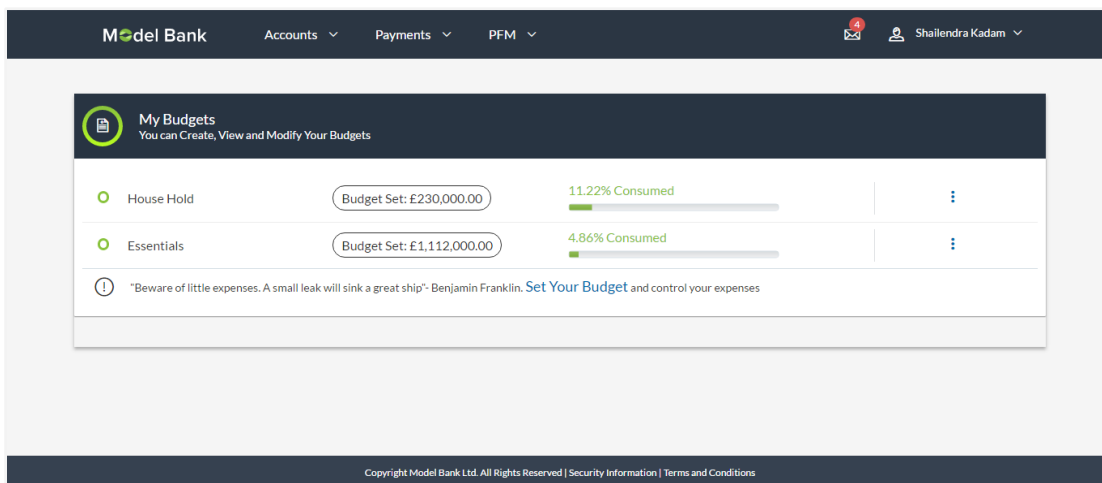 Model Bank Accounts Payments PFM 4 Shailendra Kadam
My Budgets
You can Create, View and Modify Your Budgets
House Hold Budget Set: £230,000.00 11.22% Consumed
Essentials Budget Set: £1,112,000.00 4.86% Consumed
"Beware of little expenses. A small leak will sink a great ship"- Benjamin Franklin. Set Your Budget and control your expenses
Copyright Model Bank Ltd. All Rights Reserved | Security Information | Terms and Conditions